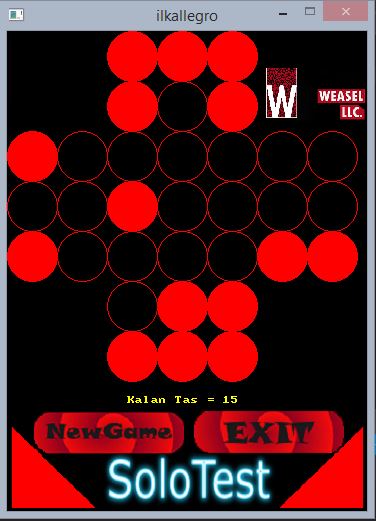 ilkallegro
W
WEASEL
LLC.
Kalan Tas = 15
NewGame
EXIT
SoloTest